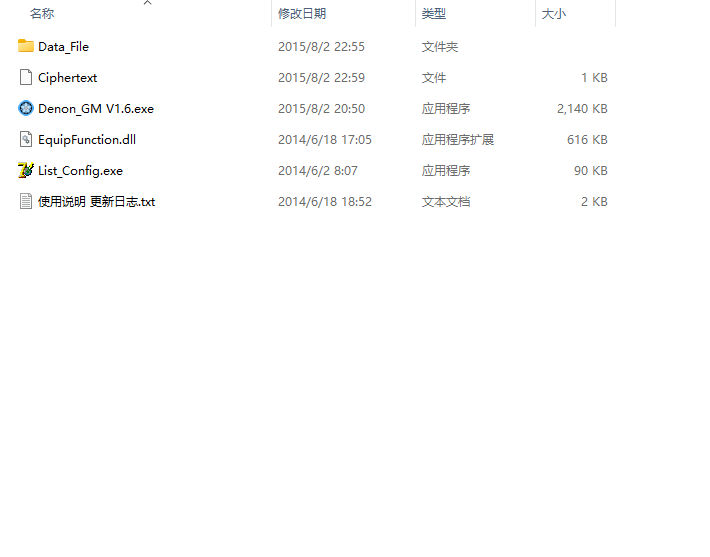 名称 修改日期 类型 大小
Data_File 2015/8/2 22:55 文件夹
Ciphertext 2015/8/2 22:59 文件 1 KB
Denon_GM V1.6.exe 2015/8/2 20:50 应用程序 2,140 KB
EquipFunction.dll 2014/6/18 17:05 应用程序扩展 616 KB
List_Config.exe 2014/6/2 8:07 应用程序 90 KB
使用说明 更新日志.txt 2014/6/18 18:52 文本文档 2 KB